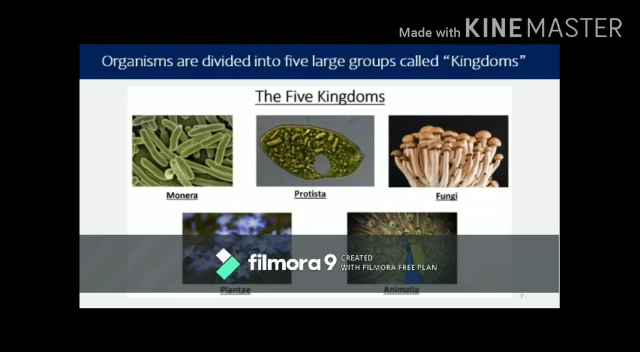 Made with KINEMASTER
Organisms are divided into five large groups called “Kingdoms”
The Five Kingdoms
Monera
Protista
Fungi
filmora9 CREATED
WITH FILMORA FREE PLAN
Plantae
Animalia
7